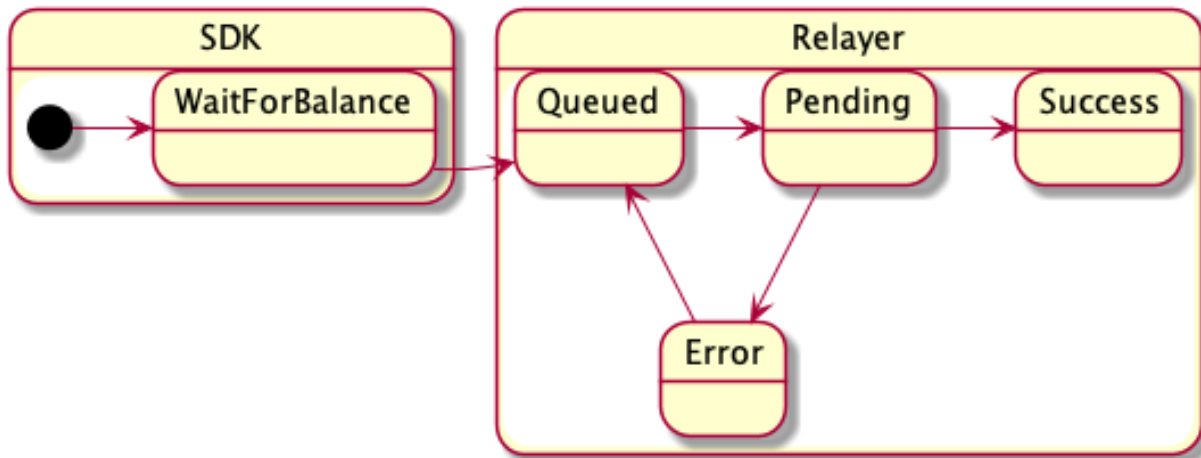 SDK
Relayer
WaitForBalance
Queued
Pending
Success
Error